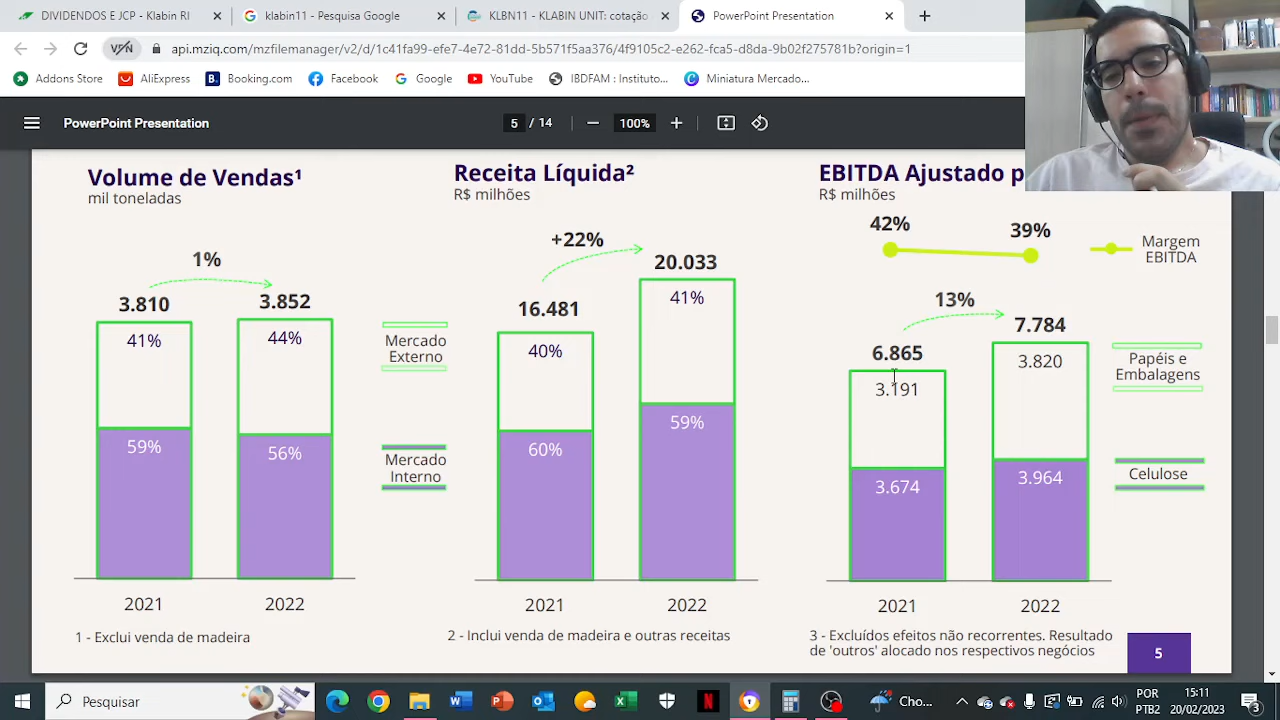 DIVIDENDOS E JCP - Klabin RI
klabin11 - Pesquisa Google
KLBN11 - KLABIN UNIT: cotação
PowerPoint Presentation
VPN
api.mziq.com/mzfilemanager/v2/d/1c41fa99-efe7-4e72-81dd-5b571f5aa376/4f9105c2-e262-fca5-d8da-9b02f275781b?origin=1
Addons Store
AliExpress
Booking.com
Facebook
Google
YouTube
IBDFAM : Instituto...
Miniatura Mercado...
PowerPoint Presentation
5 / 14
100%
Volume de Vendas¹
mil toneladas
1%
3.810
3.852
41%
44%
59%
56%
2021
2022
Mercado
Externo
Mercado
Interno
1 - Exclui venda de madeira
Receita Líquida²
R$ milhões
+22%
16.481
20.033
40%
41%
60%
59%
2021
2022
2 - Inclui venda de madeira e outras receitas
EBITDA Ajustado p
R$ milhões
42%
39%
Margem
EBITDA
13%
6.865
7.784
3.191
3.820
3.674
3.964
2021
2022
Papéis e
Embalagens
Celulose
3 - Excluídos efeitos não recorrentes. Resultado
de 'outros' alocado nos respectivos negócios
5
Pesquisar
Cho...
POR
PTB2
15:11
20/02/2023